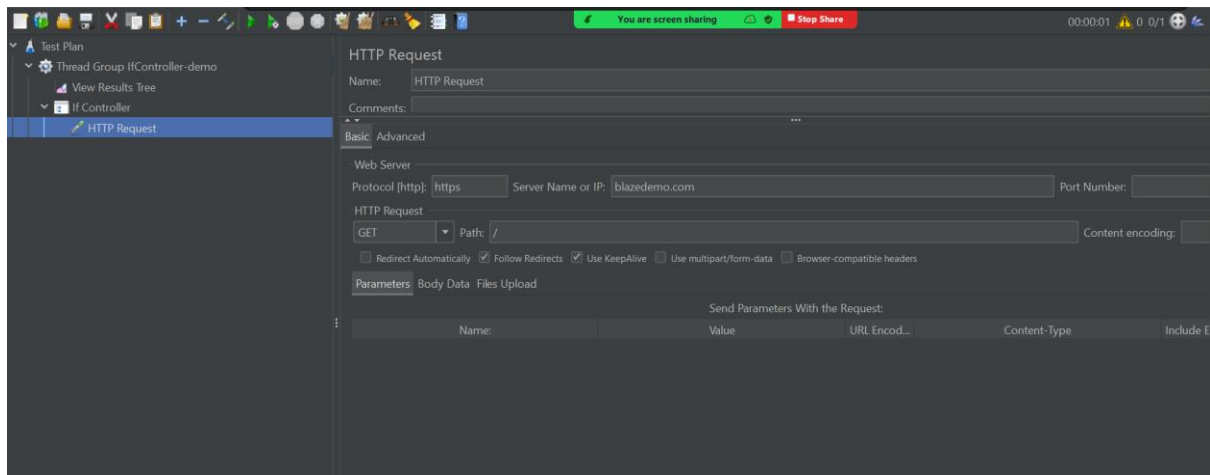 You are screen sharing Stop Share
00:00:01 0 0/1
Test Plan
Thread Group IfController-demo
View Results Tree
If Controller
HTTP Request
HTTP Request
Name: HTTP Request
Comments:
Basic Advanced
Web Server
Protocol [http]: https Server Name or IP: blazedemo.com Port Number:
HTTP Request
GET Path: / Content encoding:
Redirect Automatically Follow Redirects Use KeepAlive Use multipart/form-data Browser-compatible headers
Parameters Body Data Files Upload
Send Parameters With the Request:
Name: Value URL Encod... Content-Type Include E